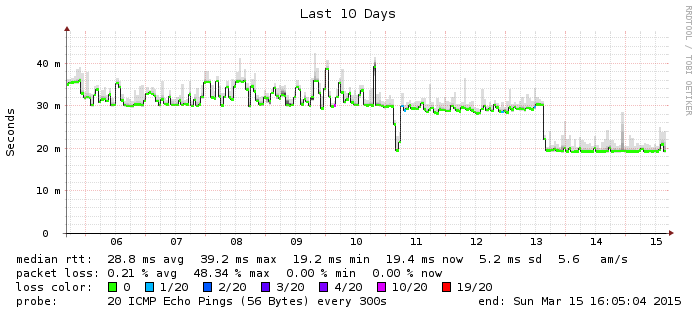 Last 10 Days
RRDTOOL / TOBI OETIKER
Seconds
40 m
30 m
20 m
10 m
0
06 07 08 09 10 11 12 13 14 15
median rtt: 28.8 ms avg 39.2 ms max 19.2 ms min 19.4 ms now 5.2 ms sd 5.6 am/s
packet loss: 0.21 % avg 48.34 % max 0.00 % min 0.00 % now
loss color: 0 1/20 2/20 3/20 4/20 10/20 19/20
probe: 20 ICMP Echo Pings (56 Bytes) every 300s end: Sun Mar 15 16:05:04 2015